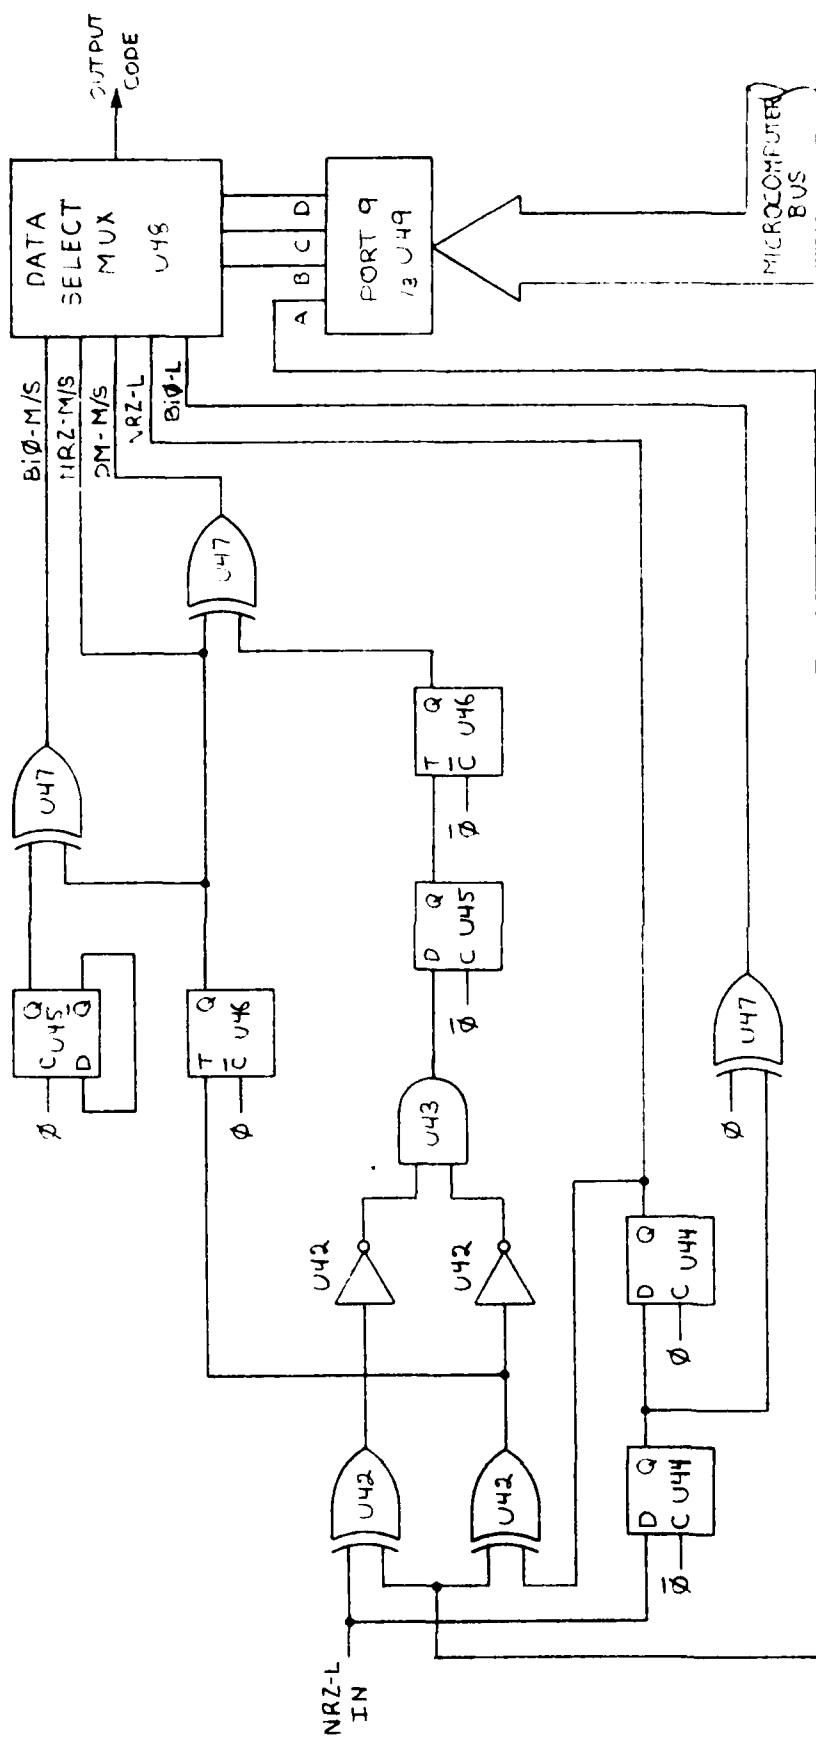 OUTPUT
CODE
DATA
SELECT
MUX
U48
BiØ-M/S
NRZ-M/S
DM-M/S
NRZ-L
BiØ-L
A B C D
PORT 9
U49
MICROCOMPUTER
BUS
U47
U47
Q
C U45 Q̅
D
Ø
T Q
C̅ U46
Ø
D Q
C U45
Ø̅
T Q
C̅ U46
Ø̅
U43
U42
U42
U42
U42
U47
Ø
D Q
C U44
Ø
D Q
C U44
Ø̅
NRZ-L
IN